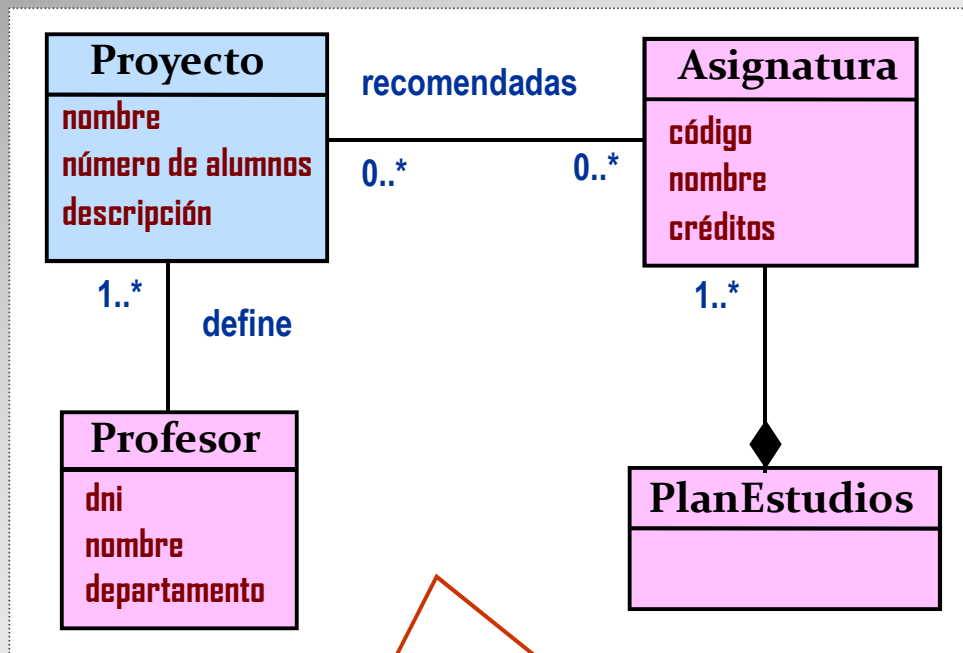 Proyecto
nombre
número de alumnos
descripción
recomendadas
0..*
0..*
Asignatura
código
nombre
créditos
1..*
define
1..*
Profesor
dni
nombre
departamento
PlanEstudios